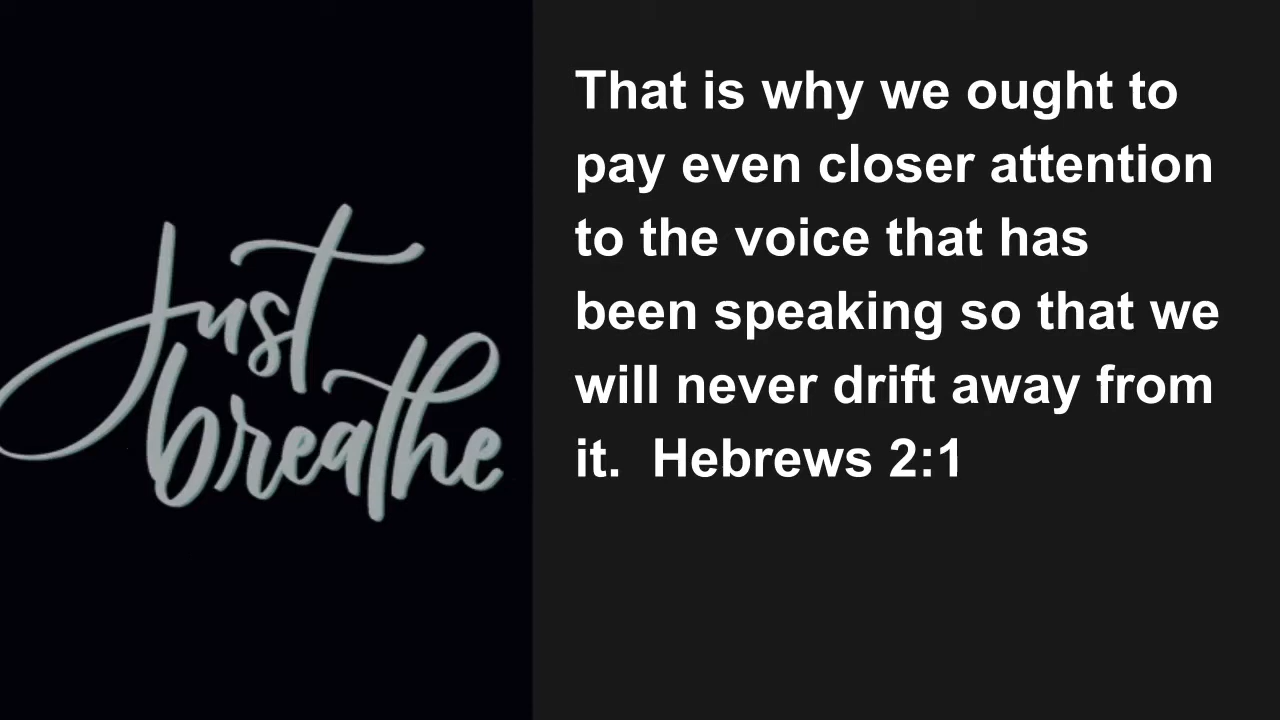 Just
breathe
That is why we ought to
pay even closer attention
to the voice that has
been speaking so that we
will never drift away from
it.  Hebrews 2:1